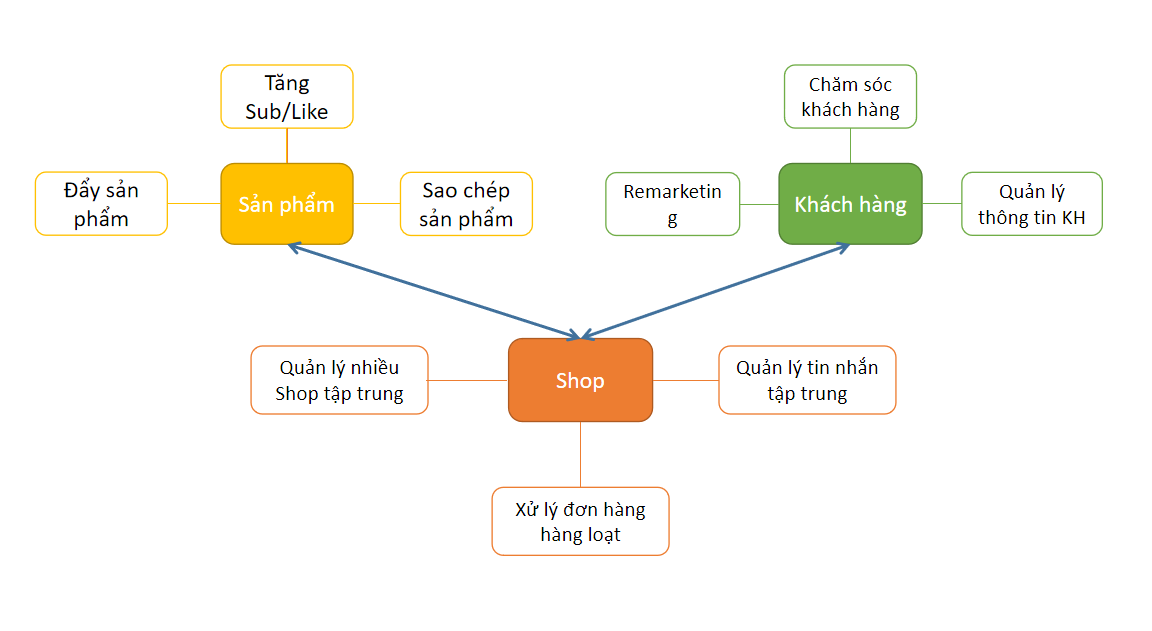 Tăng
Sub/Like
Chăm sóc
khách hàng
Đẩy sản
phẩm
Sản phẩm
Sao chép
sản phẩm
Remarketin
g
Khách hàng
Quản lý
thông tin KH
Quản lý nhiều
Shop tập trung
Shop
Quản lý tin nhắn
tập trung
Xử lý đơn hàng
hàng loạt